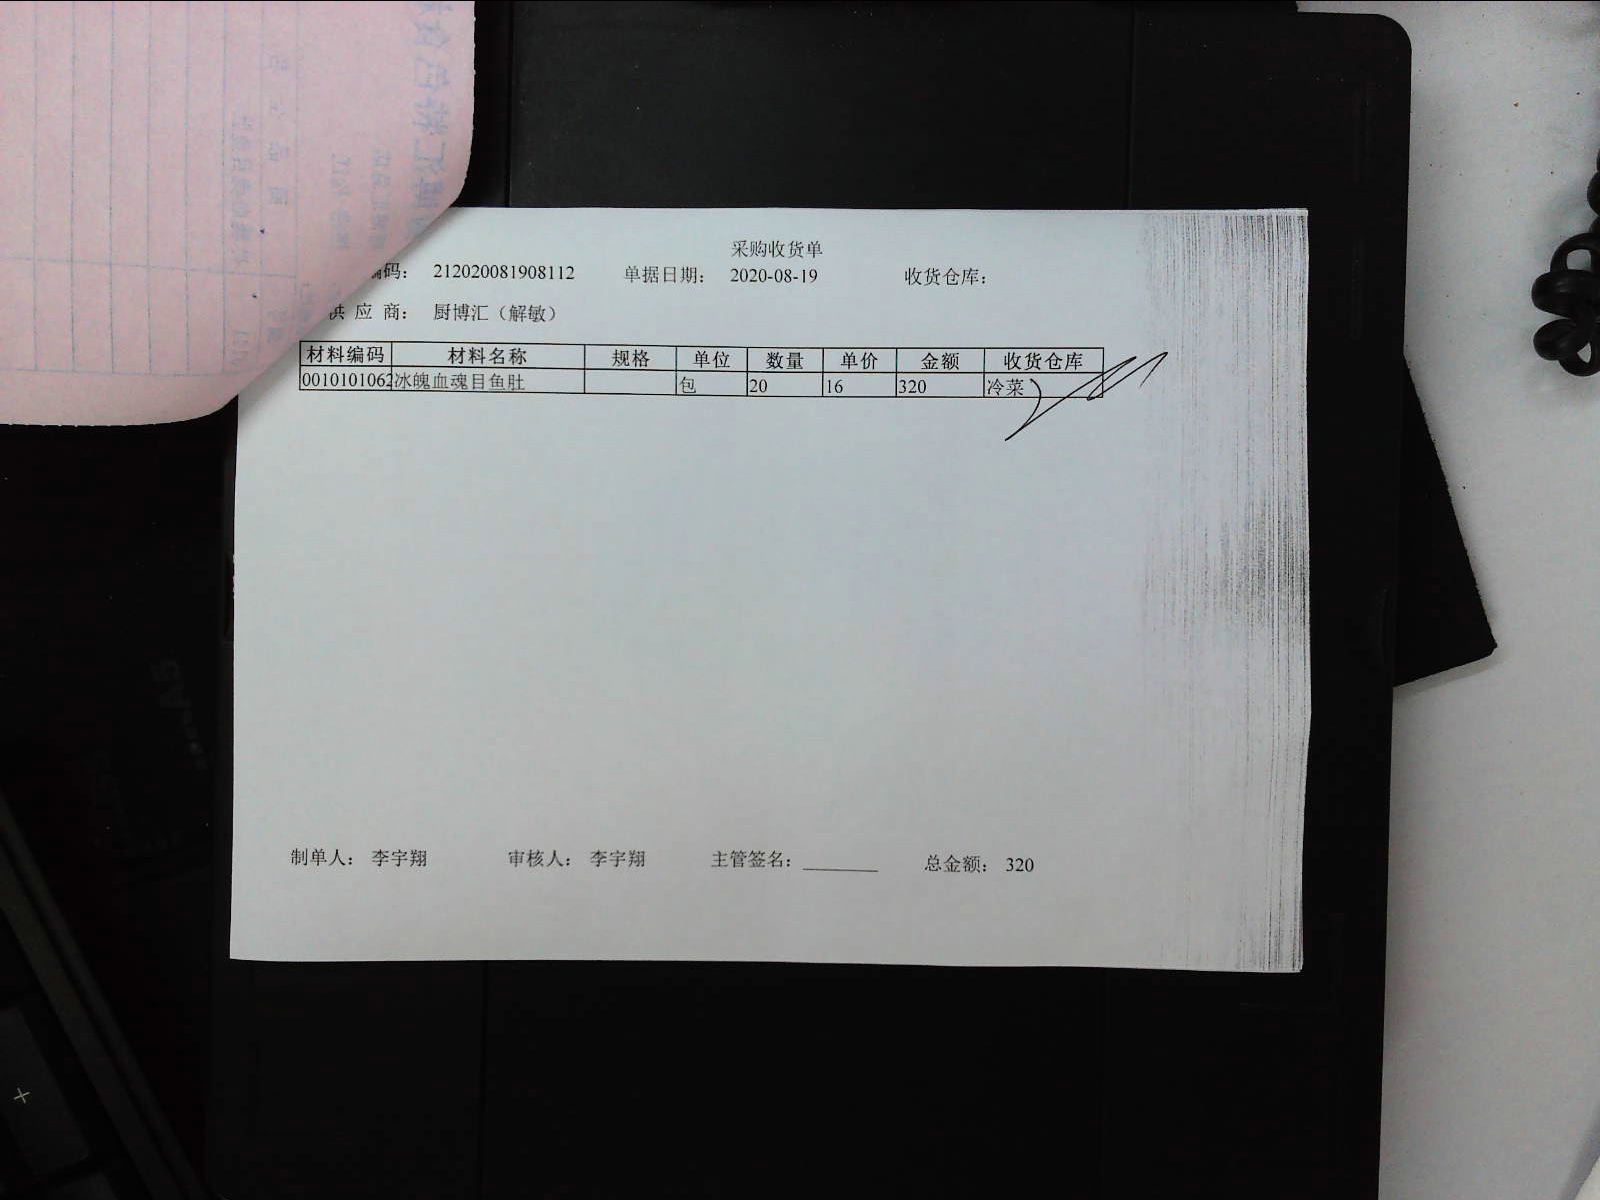 采购收货单
编码： 212020081908112 单据日期： 2020-08-19 收货仓库：
供 应 商： 厨博汇（解敏）
材料编码 材料名称 规格 单位 数量 单价 金额 收货仓库
0010101062 冰魄血魂目鱼肚 包 20 16 320 冷菜
制单人： 李宇翔 审核人： 李宇翔 主管签名： 总金额： 320